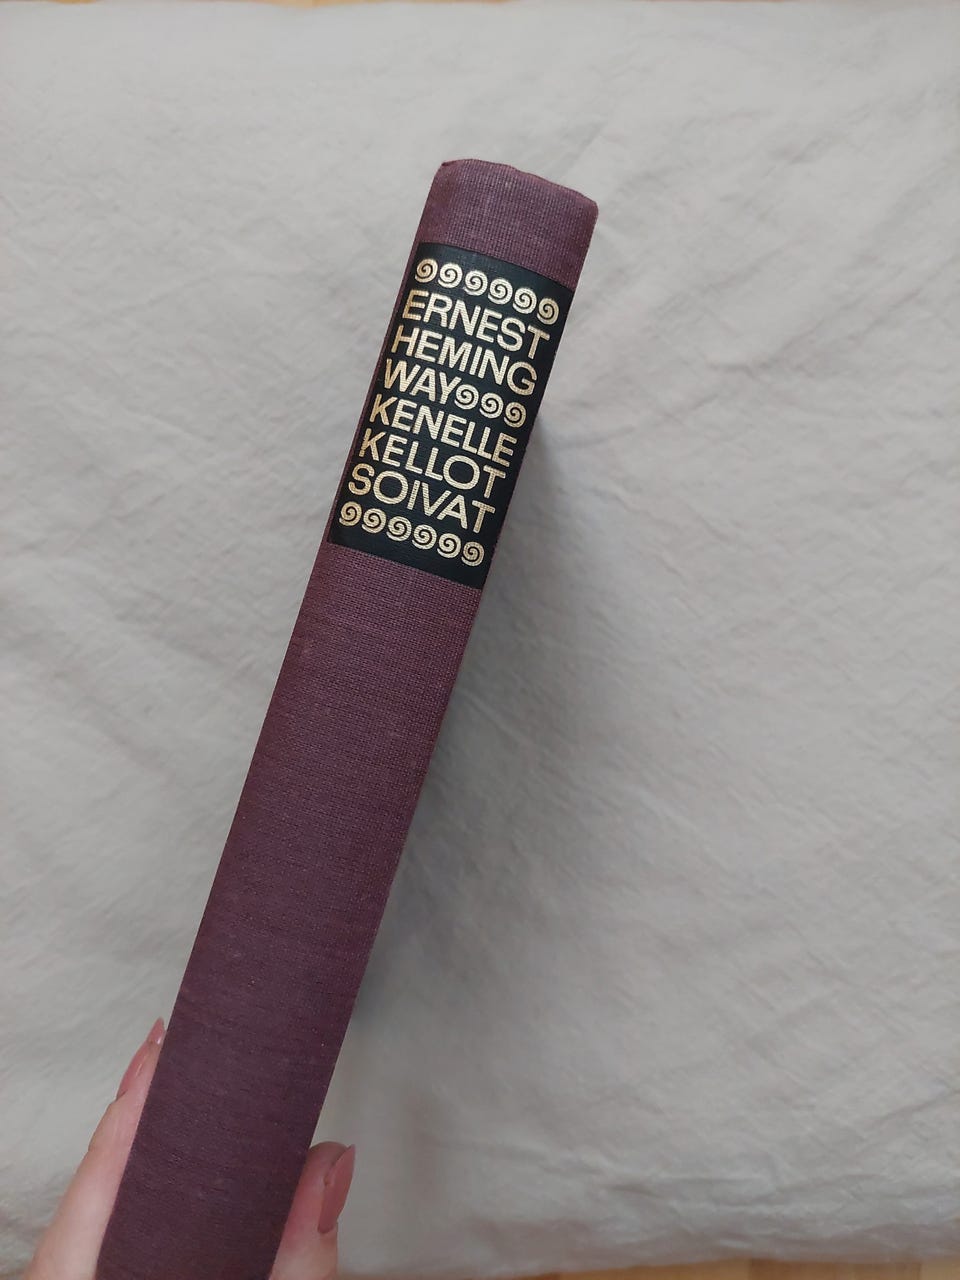 ERNEST
HEMING
WAY
KENELLE
KELLOT
SOIVAT